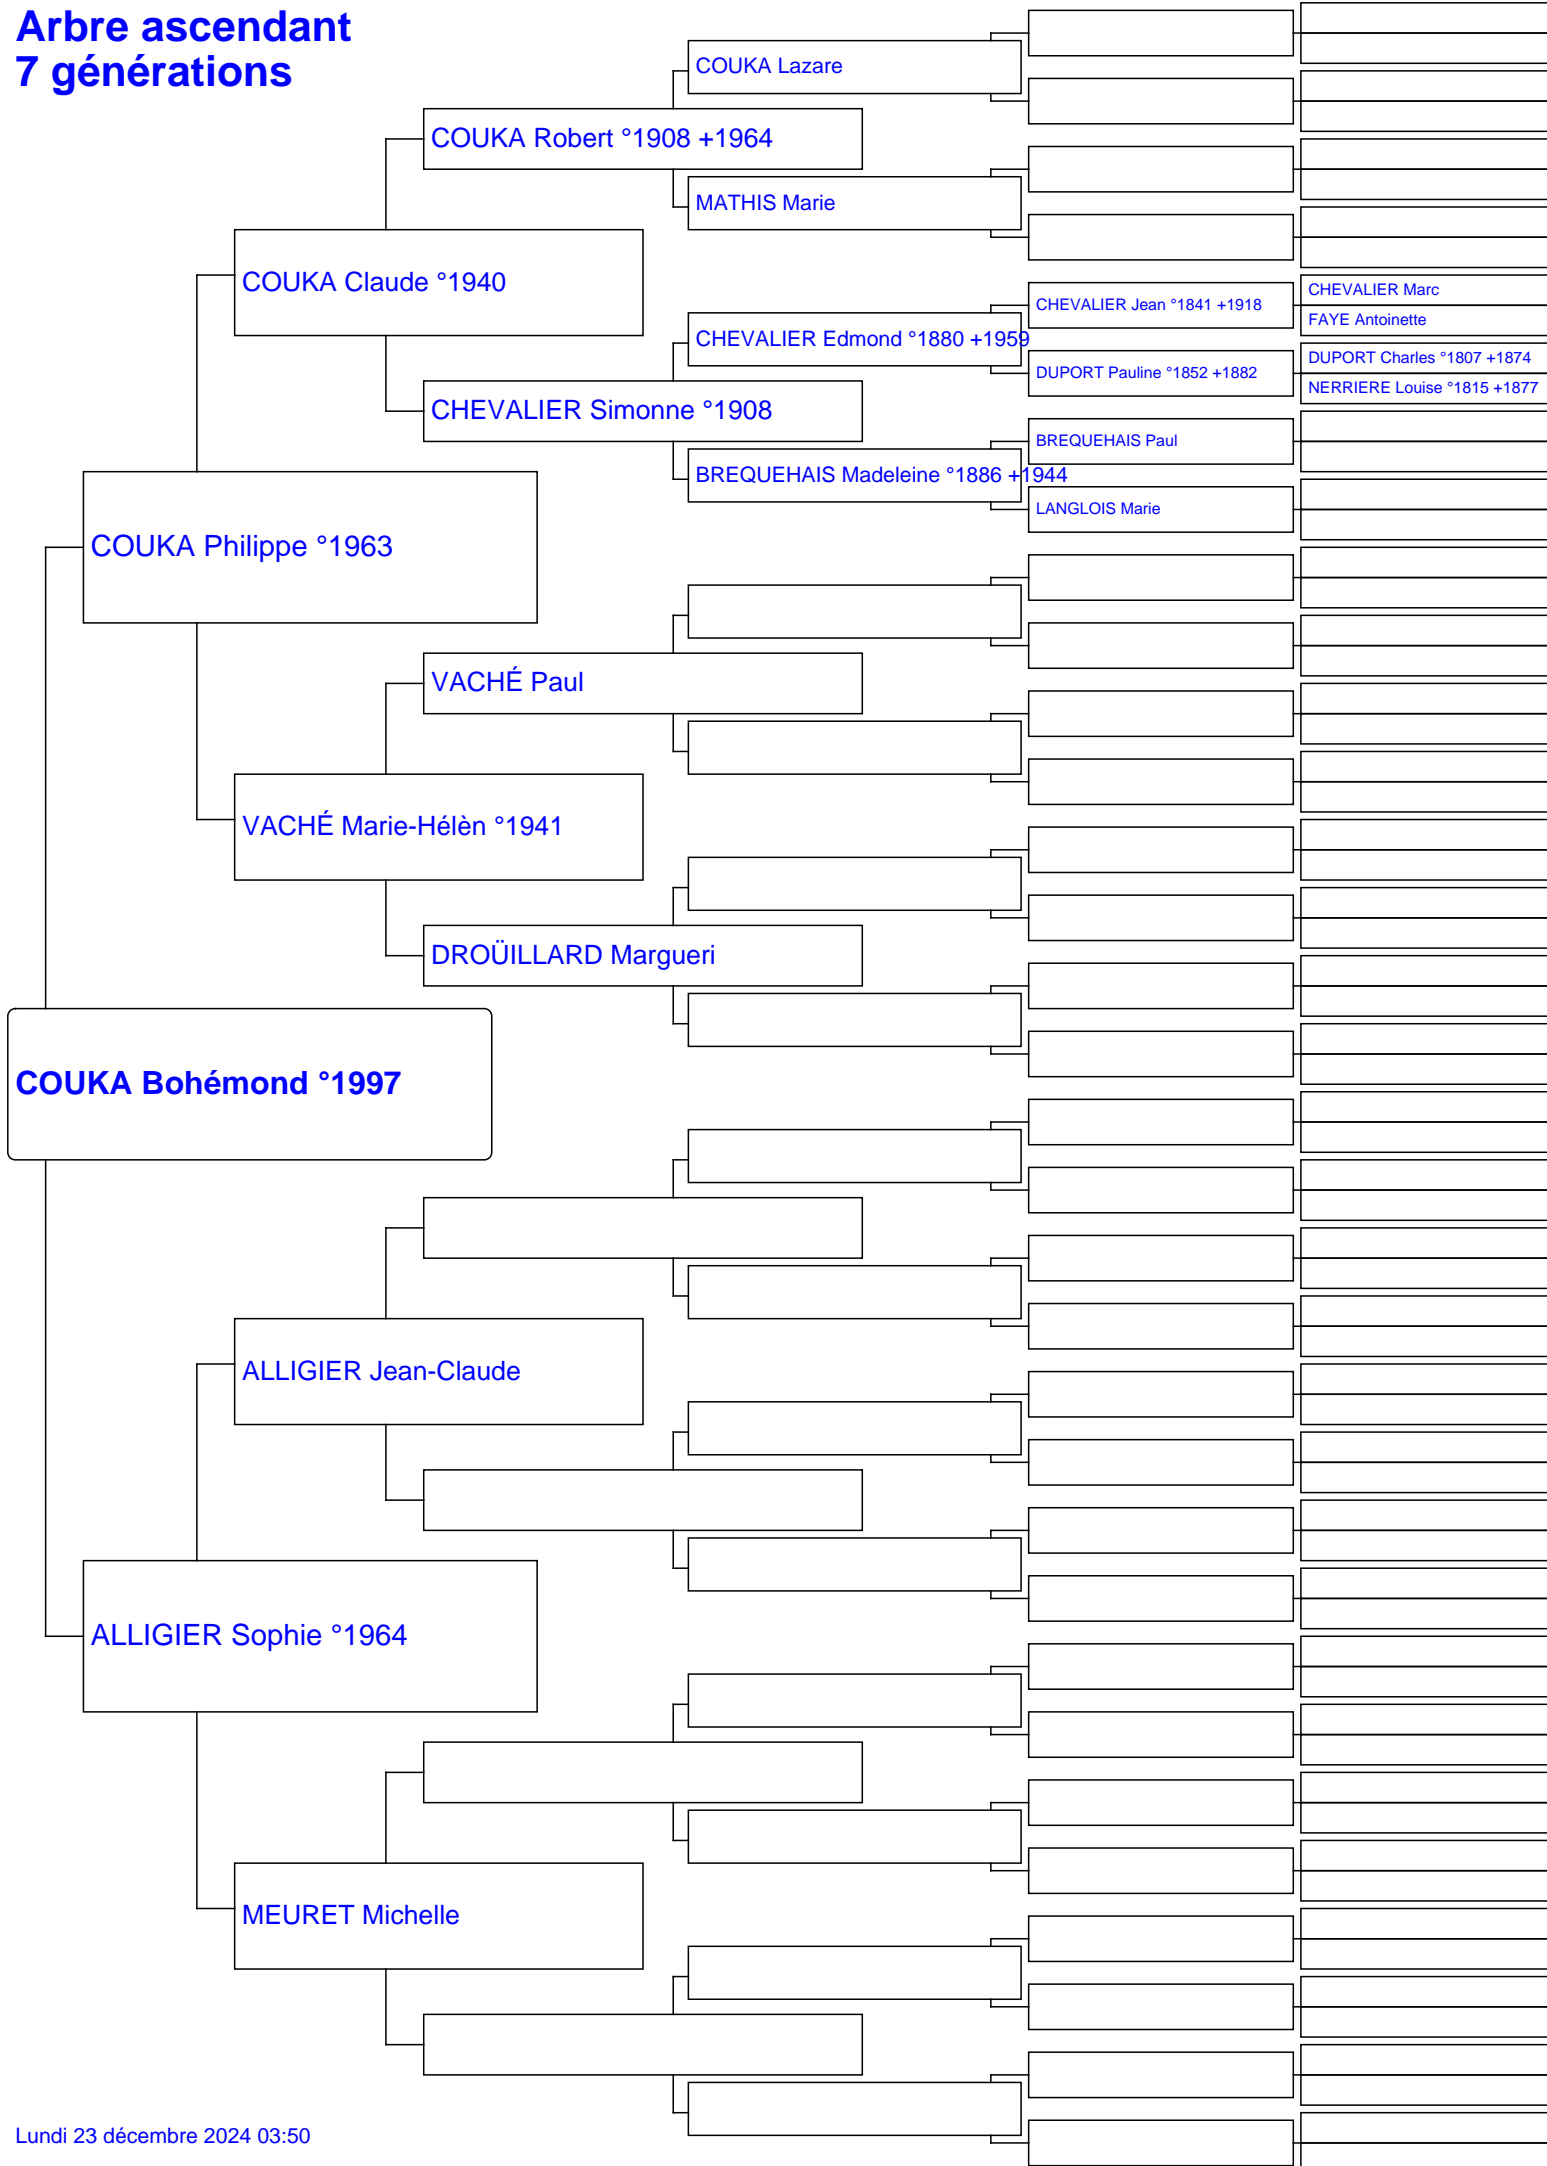 Arbre ascendant
7 générations
COUKA Lazare
COUKA Robert °1908 +1964
MATHIS Marie
COUKA Claude °1940
CHEVALIER Marc
CHEVALIER Jean °1841 +1918
FAYE Antoinette
CHEVALIER Edmond °1880 +1959
DUPORT Charles °1807 +1874
DUPORT Pauline °1852 +1882
NERRIERE Louise °1815 +1877
CHEVALIER Simonne °1908
BREQUEHAIS Paul
BREQUEHAIS Madeleine °1886 +1944
LANGLOIS Marie
COUKA Philippe °1963
VACHÉ Paul
VACHÉ Marie-Hélèn °1941
DROÜILLARD Margueri
COUKA Bohémond °1997
ALLIGIER Jean-Claude
ALLIGIER Sophie °1964
MEURET Michelle
Lundi 23 décembre 2024 03:50